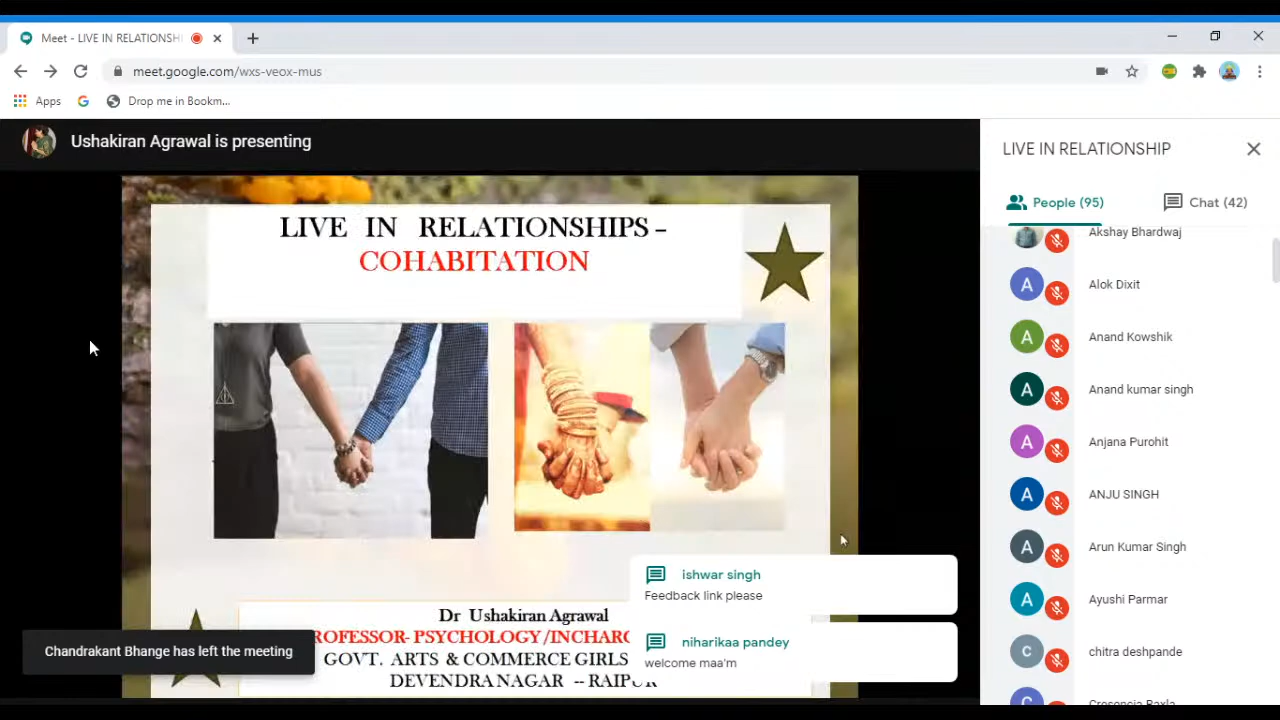 Meet - LIVE IN RELATIONSHI
meet.google.com/wxs-veox-mus
Apps
Drop me in Bookm...
Ushakiran Agrawal is presenting
LIVE IN RELATIONSHIPS –
COHABITATION
Dr Ushakiran Agrawal
ROFESSOR- PSYCHOLOGY /INCHARG
GOVT. ARTS & COMMERCE GIRLS
DEVENDRA NAGAR -- RAIPUR
Chandrakant Bhange has left the meeting
ishwar singh
Feedback link please
niharikaa pandey
welcome maa'm
LIVE IN RELATIONSHIP
People (95)
Chat (42)
Akshay Bhardwaj
A
Alok Dixit
A
Anand Kowshik
A
Anand kumar singh
A
Anjana Purohit
A
ANJU SINGH
A
Arun Kumar Singh
A
Ayushi Parmar
C
chitra deshpande